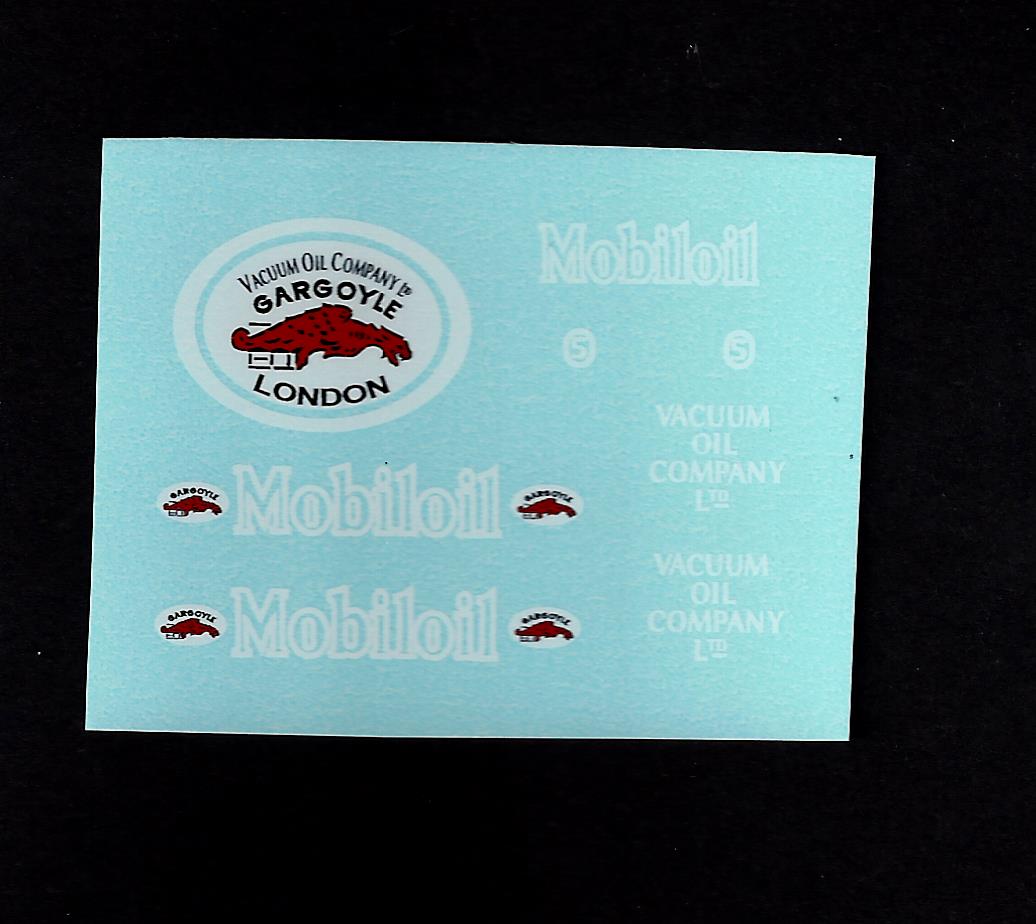 VACUUM OIL COMPANY LTD
GARGOYLE
LONDON
Mobiloil
5 5
VACUUM
OIL
COMPANY
LTD
GARGOYLE Mobiloil GARGOYLE
VACUUM
OIL
COMPANY
LTD
GARGOYLE Mobiloil GARGOYLE